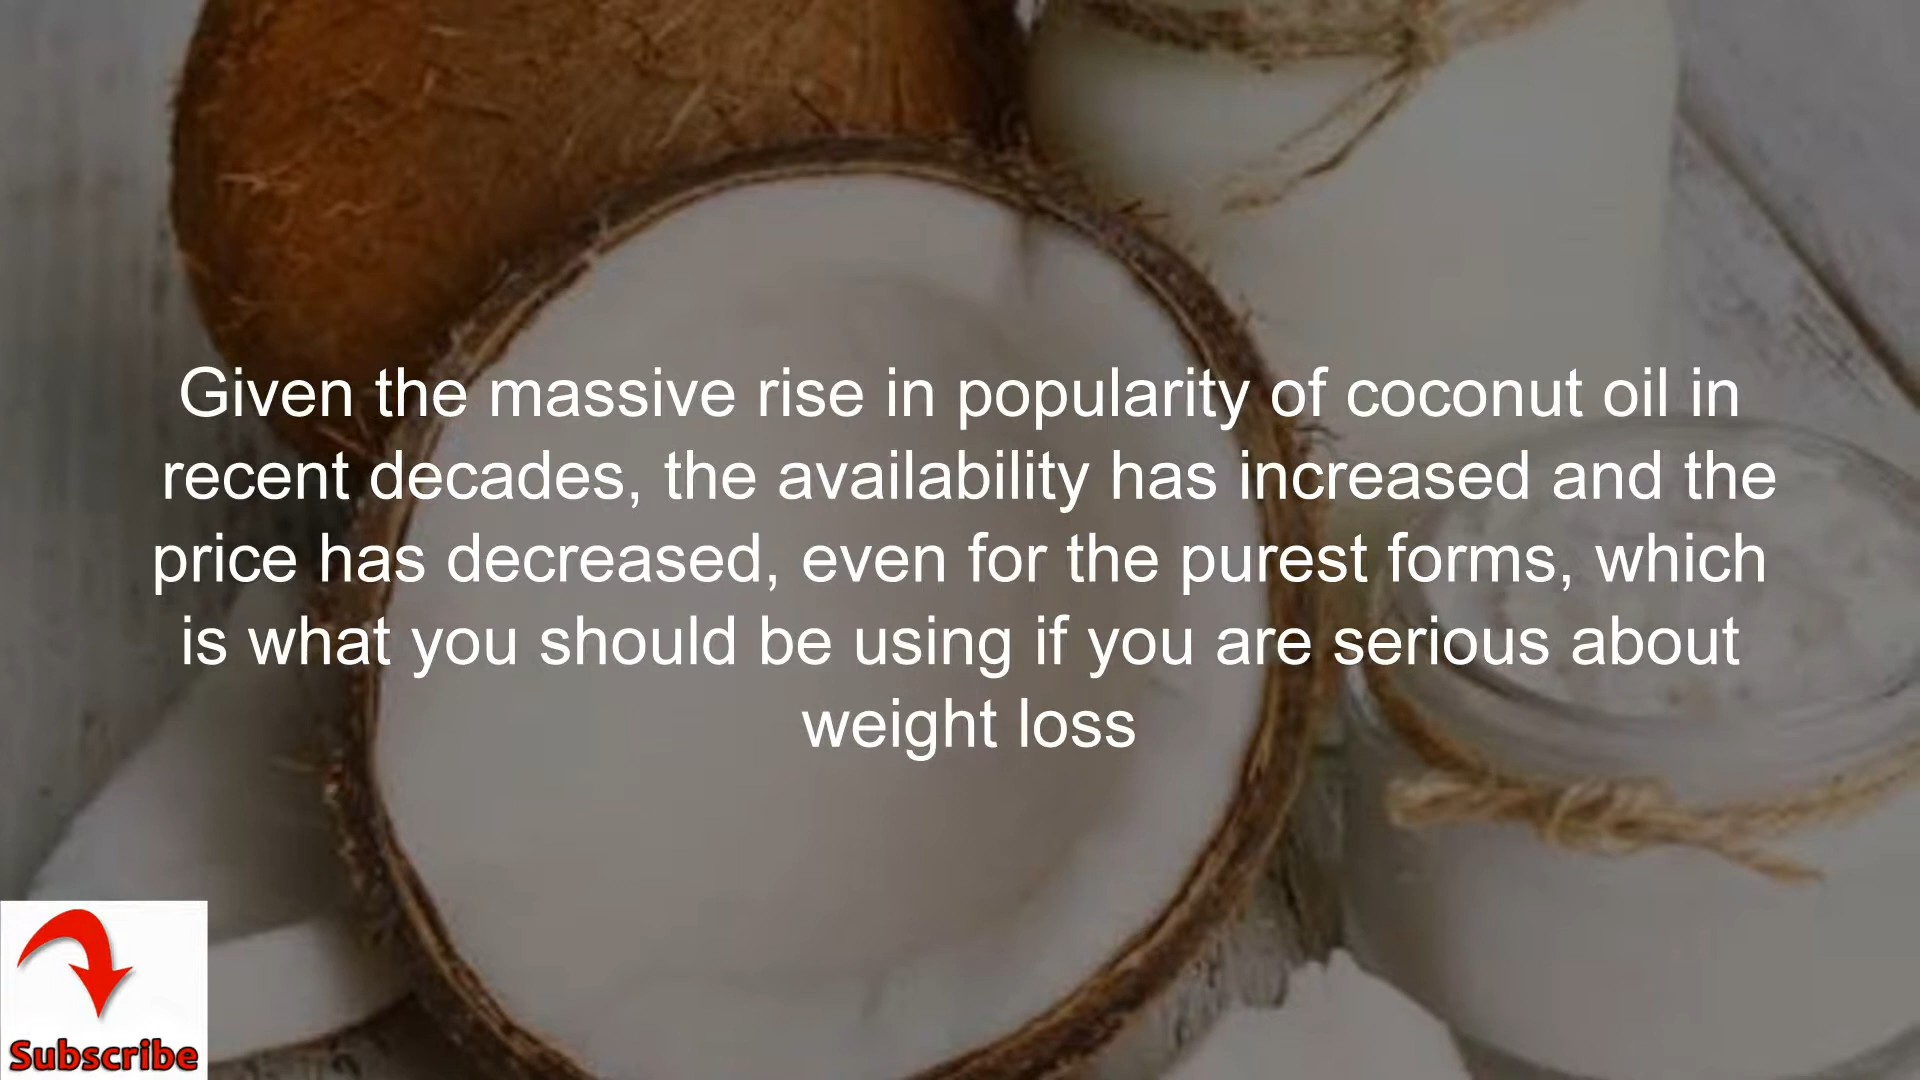 Given the massive rise in popularity of coconut oil in
recent decades, the availability has increased and the
price has decreased, even for the purest forms, which
is what you should be using if you are serious about
weight loss
Subscribe